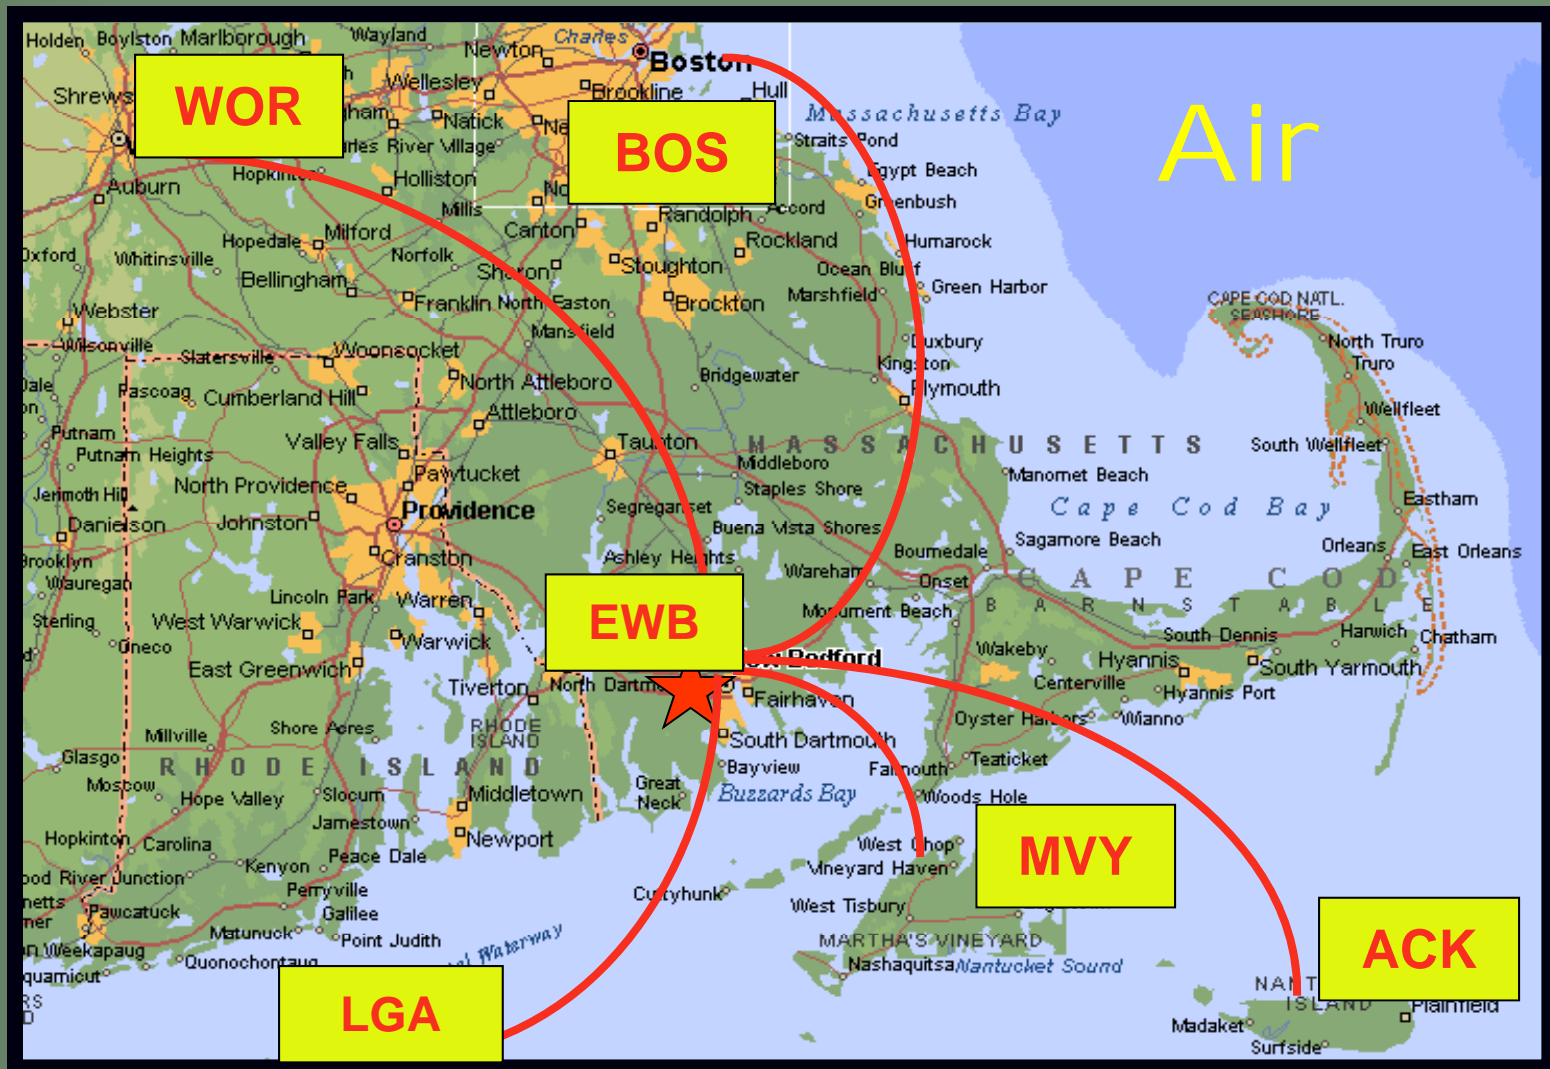 Air
WOR
BOS
EWB
MVY
ACK
LGA
Holden
Boylston
Marlborough
Wayland
Newton
Charles
Boston
Wellesley
Brookline
Hull
Natick
Massachusetts Bay
Straits Pond
Hopkinton
Holliston
Egypt Beach
Auburn
Greenbush
Millis
Randolph
Accord
Canton
Hopedale
Milford
Rockland
Humarock
Whitinsville
Norfolk
Sharon
Stoughton
Ocean Bluff
Bellingham
Franklin
North Easton
Brockton
Marshfield
Green Harbor
CAPE COD NATL.
SEASHORE
Webster
Mansfield
Wilsonville
Slatersville
Woonsocket
Duxbury
North Truro
Kingston
Truro
Pascoag
Cumberland Hill
North Attleboro
Bridgewater
Plymouth
Attleboro
Wellfleet
Putnam
Valley Falls
Taunton
MASSACHUSETTS
South Wellfleet
Putnam Heights
Pawtucket
Middleboro
Manomet Beach
Jerimoth Hill
North Providence
Staples Shore
Eastham
Danielson
Johnston
Providence
Segreganset
Cape Cod Bay
Buena Vista Shores
Cranston
Ashley Heights
Bournedale
Sagamore Beach
Orleans
East Orleans
Brooklyn
Wauregan
Wareham
Onset
CAPE COD
Lincoln Park
Warren
Monument Beach
BARNSTABLE
Sterling
West Warwick
Warwick
South Dennis
Harwich
Chatham
Oneco
Wakeby
Hyannis
East Greenwich
South Yarmouth
Tiverton
Fairhaven
Centerville
Hyannis Port
Shore Acres
RHODE
ISLAND
South Dartmouth
Oyster Harbors
Wianno
Millville
Glasgo
RHODE ISLAND
Bayview
Falmouth
Teaticket
Moscow
Hope Valley
Slocum
Middletown
Great
Neck
Buzzards Bay
Woods Hole
Jamestown
Hopkinton
Carolina
Newport
West Chop
Kenyon
Peace Dale
Vineyard Haven
Perryville
Cuttyhunk
West Tisbury
Pawcatuck
Galilee
Matunuck
Point Judith
MARTHA'S VINEYARD
Weekapaug
Quonochontaug
Waterway
Nashaquitsa
Nantucket Sound
ISLAND
Plainfield
Madaket
Surfside